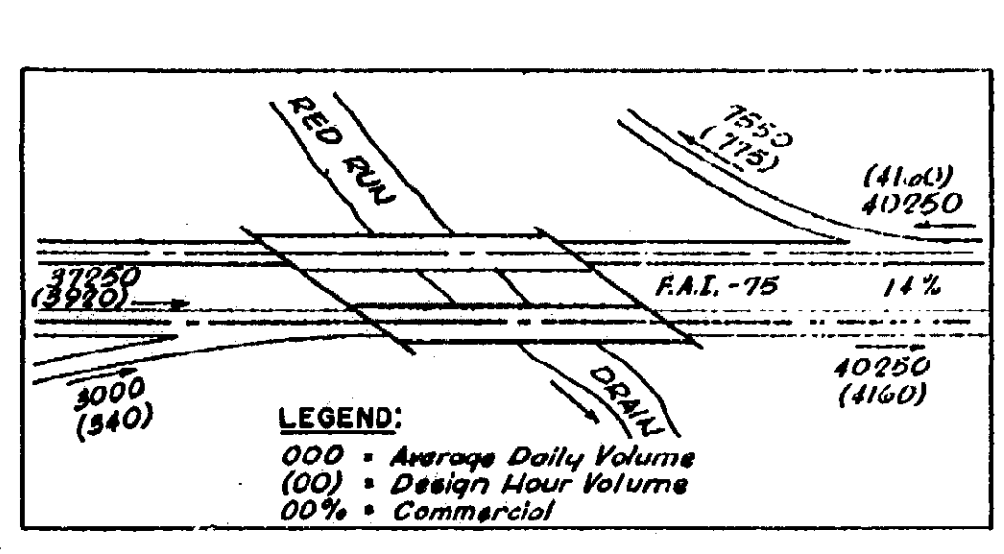 RED RUN
7550
(775)
(4160)
40250
37250
(3920)
F.A.I. - 75
14%
40250
(4160)
3000
(340)
DRAIN
LEGEND:
000 = Average Daily Volume
(00) = Design Hour Volume
00% = Commercial